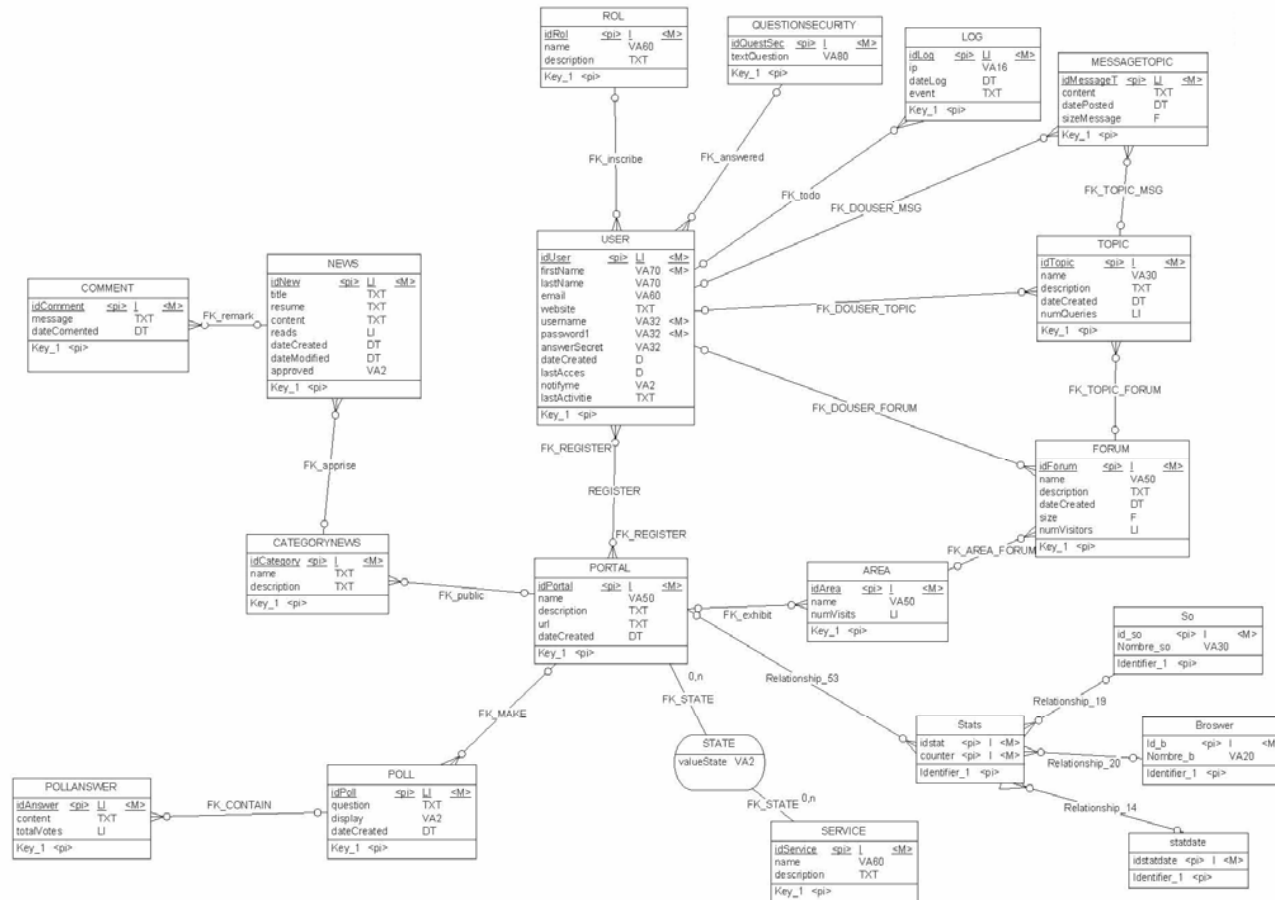 ROL
idRol <pi> I <M>
name VA60
description TXT
Key_1 <pi>
QUESTIONSECURITY
idQuestSec <pi> I <M>
textQuestion VA80
Key_1 <pi>
LOG
idLog <pi> LI <M>
ip VA16
dateLog DT
event TXT
Key_1 <pi>
MESSAGETOPIC
idMessageT <pi> LI <M>
content TXT
datePosted DT
sizeMessage F
Key_1 <pi>
FK_inscribe
FK_answered
FK_todo
FK_DOUSER_MSG
FK_TOPIC_MSG
USER
idUser <pi> LI <M>
firstName VA70 <M>
lastName VA70
email VA60
website TXT
username VA32 <M>
password1 VA32 <M>
answerSecret VA32
dateCreated D
lastAcces D
notifyme VA2
lastActivitie TXT
Key_1 <pi>
TOPIC
idTopic <pi> I <M>
name VA30
description TXT
dateCreated DT
numQueries LI
Key_1 <pi>
FK_DOUSER_TOPIC
NEWS
idNew <pi> LI <M>
title TXT
resume TXT
content TXT
reads LI
dateCreated DT
dateModified DT
approved VA2
Key_1 <pi>
COMMENT
idComment <pi> I <M>
message TXT
dateComented DT
Key_1 <pi>
FK_remark
FK_TOPIC_FORUM
FK_DOUSER_FORUM
FK_REGISTER
REGISTER
FK_REGISTER
FORUM
idForum <pi> I <M>
name VA50
description TXT
dateCreated DT
size F
numVisitors LI
Key_1 <pi>
FK_apprise
FK_AREA_FORUM
CATEGORYNEWS
idCategory <pi> I <M>
name TXT
description TXT
Key_1 <pi>
FK_public
PORTAL
idPortal <pi> I <M>
name VA50
description TXT
url TXT
dateCreated DT
Key_1 <pi>
FK_exhibit
AREA
idArea <pi> I <M>
name VA50
numVisits LI
Key_1 <pi>
So
id_so <pi> I <M>
Nombre_so VA30
Identifier_1 <pi>
0,n
FK_STATE
Relationship_53
Relationship_19
FK_MAKE
STATE
valueState VA2
Stats
idstat <pi> I <M>
counter <pi> I <M>
Identifier_1 <pi>
Broswer
Id_b <pi> I <M
Nombre_b VA20
Identifier_1 <pi>
Relationship_20
POLLANSWER
idAnswer <pi> LI <M>
content TXT
totalVotes LI
Key_1 <pi>
FK_CONTAIN
POLL
idPoll <pi> LI <M>
question TXT
display VA2
dateCreated DT
Key_1 <pi>
FK_STATE
0,n
Relationship_14
SERVICE
idService <pi> I <M>
name VA60
description TXT
Key_1 <pi>
statdate
idstatdate <pi> I <M>
Identifier_1 <pi>